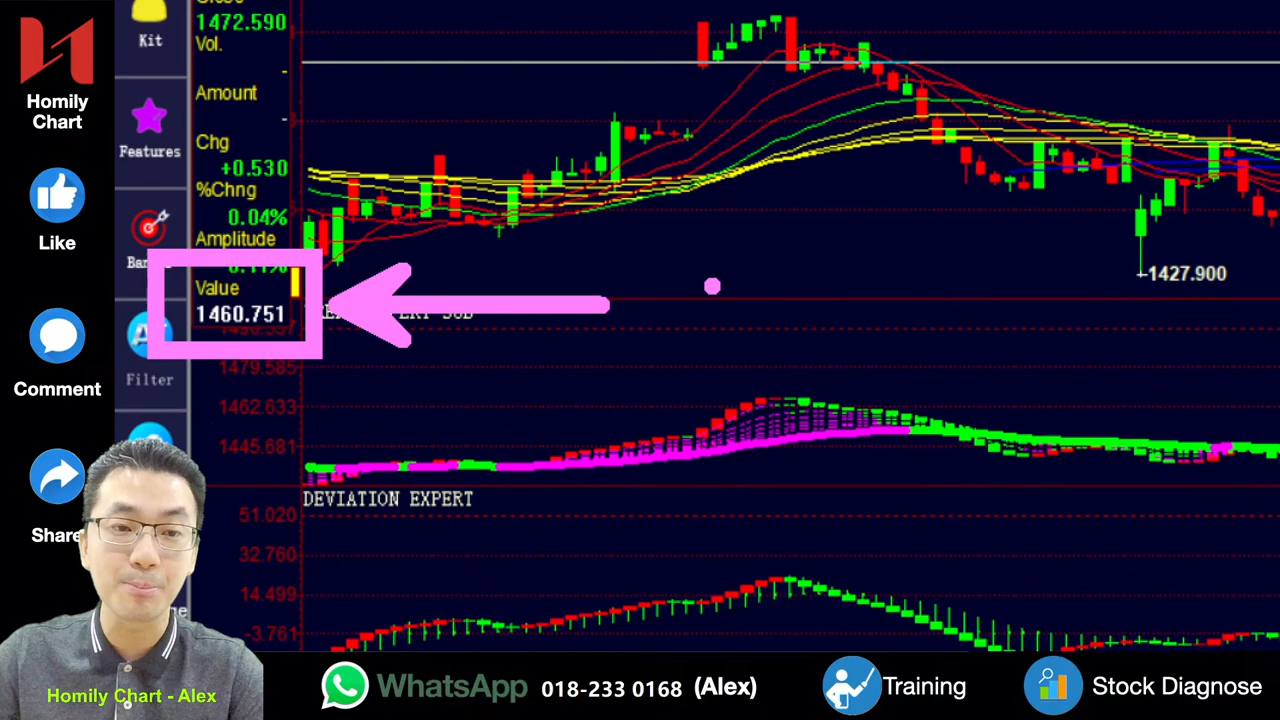 Homily
Chart
Like
Comment
Share
Homily Chart - Alex
Kit
Features
Filter
1472.590
Vol.
-
Amount
-
Chg
+0.530
%Chng
0.04%
Amplitude
0.11%
Value
1460.751
1427.900
1479.585
1462.633
1445.681
DEVIATION EXPERT
51.020
32.760
14.499
-3.761
WhatsApp 018-233 0168 (Alex)
Training
Stock Diagnose